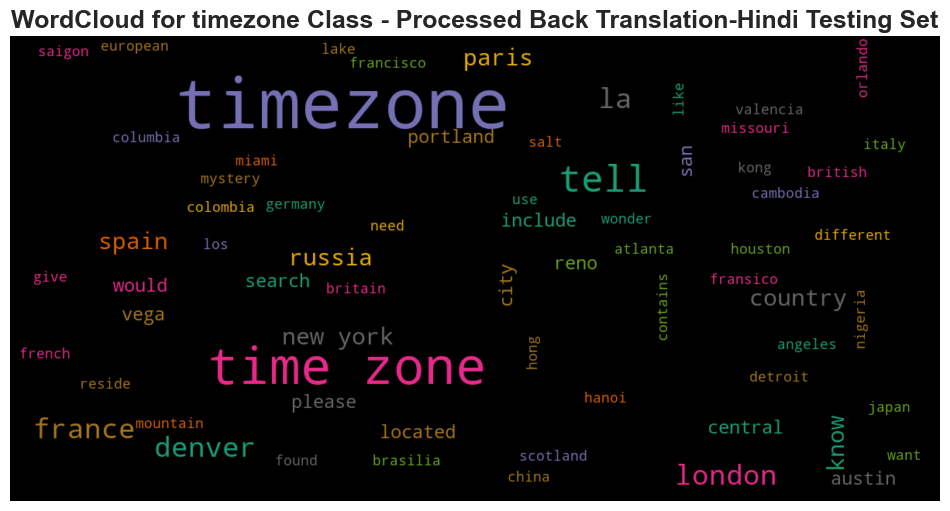 WordCloud for timezone Class - Processed Back Translation-Hindi Testing Set
saigon
european
lake
francisco
paris
orlando
timezone
la
like
valencia
missouri
columbia
portland
salt
italy
miami
san
kong
british
mystery
tell
cambodia
colombia
germany
use
include
wonder
need
different
spain
los
russia
atlanta
houston
give
would
search
britain
city
reno
fransico
contains
country
vega
nigeria
new york
hong
angeles
french
time zone
reside
detroit
please
hanoi
japan
france
mountain
located
central
know
denver
found
brasilia
scotland
want
china
london
austin